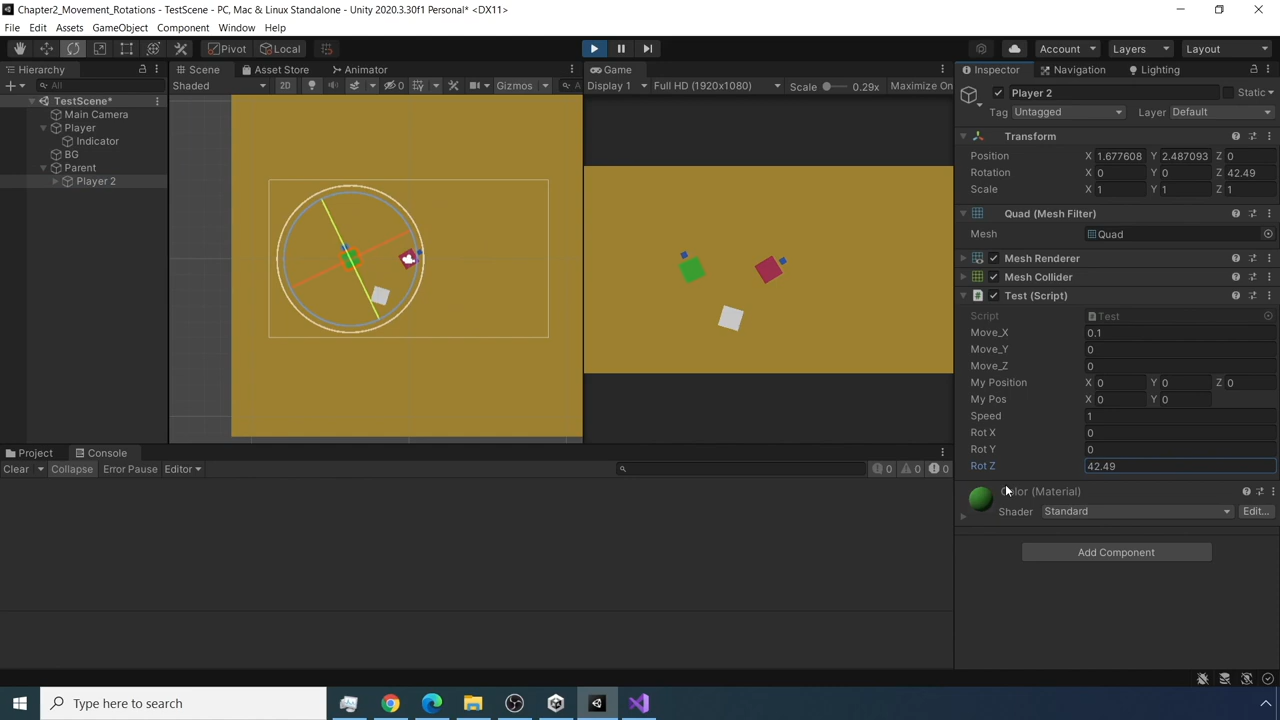 Chapter2_Movement_Rotations - TestScene - PC, Mac & Linux Standalone - Unity 2020.3.30f1 Personal* <DX11>
File Edit Assets GameObject Component Window Help
Pivot Local Account Layers Layout
Hierarchy Scene Asset Store Animator Game Inspector Navigation Lighting
All Shaded 2D 0 Gizmos A Display 1 Full HD (1920x1080) Scale 0.29x Maximize On
Player 2 Static
TestScene*
Main Camera
Player
Indicator
BG
Parent
Player 2
Tag Untagged Layer Default
Transform
Position X 1.677608 Y 2.487093 Z 0
Rotation X 0 Y 0 Z 42.49
Scale X 1 Y 1 Z 1
Quad (Mesh Filter)
Mesh Quad
Mesh Renderer
Mesh Collider
Test (Script)
Script Test
Move_X 0.1
Move_Y 0
Move_Z 0
My Position X 0 Y 0 Z 0
My Pos X 0 Y 0
Speed 1
Rot X 0
Rot Y 0
Rot Z 42.49
Color (Material)
Shader Standard Edit...
Add Component
Project Console
Clear Collapse Error Pause Editor 0 0 0
Type here to search